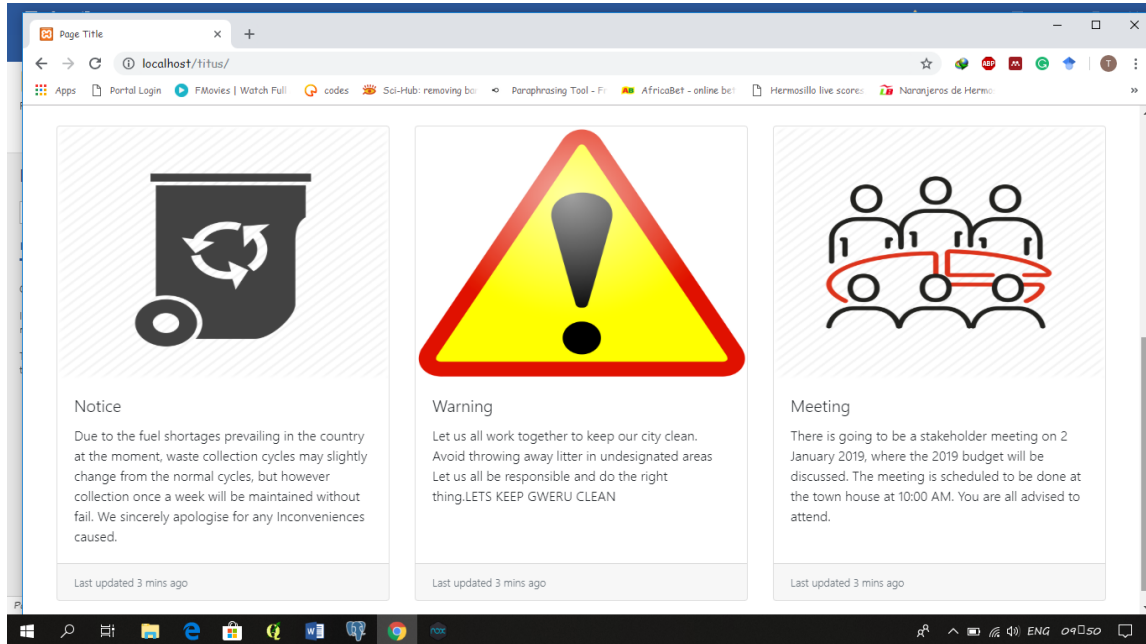 Page Title
localhost/titus/
ABP
T
Apps
Portal Login
FMovies | Watch Full
codes
Sci-Hub: removing bar
Paraphrasing Tool - Fr
AB
AfricaBet - online bet
Hermosillo live scores
Naranjeros de Hermo
»
Notice
Due to the fuel shortages prevailing in the country
at the moment, waste collection cycles may slightly
change from the normal cycles, but however
collection once a week will be maintained without
fail. We sincerely apologise for any Inconveniences
caused.
Last updated 3 mins ago
Warning
Let us all work together to keep our city clean.
Avoid throwing away litter in undesignated areas
Let us all be responsible and do the right
thing.LETS KEEP GWERU CLEAN
Last updated 3 mins ago
Meeting
There is going to be a stakeholder meeting on 2
January 2019, where the 2019 budget will be
discussed. The meeting is scheduled to be done at
the town house at 10:00 AM. You are all advised to
attend.
Last updated 3 mins ago
ENG
09▯50